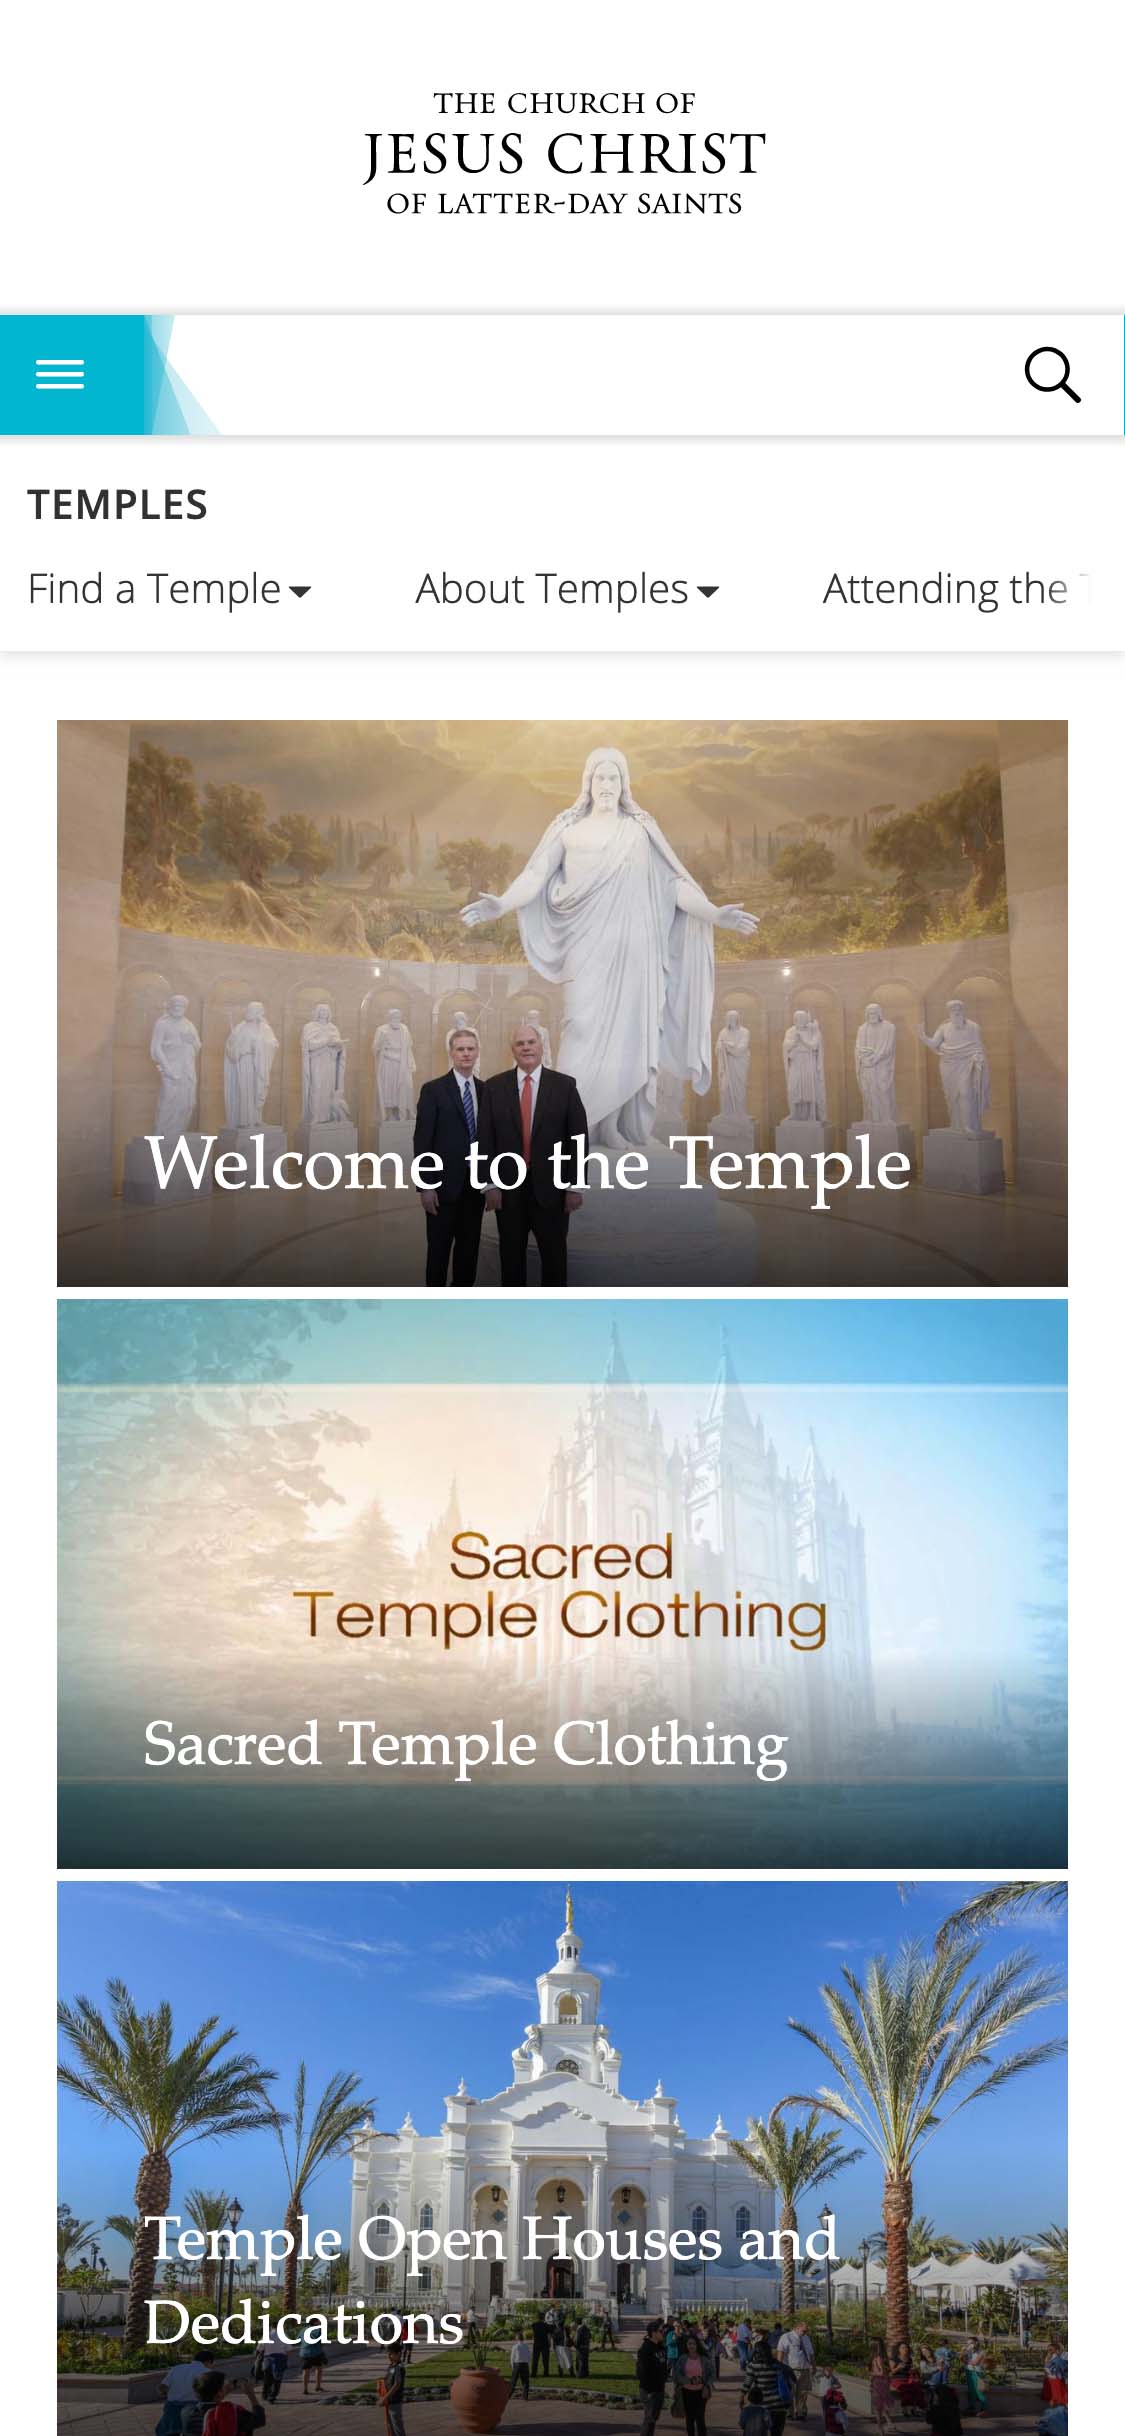 THE CHURCH OF
JESUS CHRIST
OF LATTER-DAY SAINTS
TEMPLES
Find a Temple
About Temples
Attending the
Welcome to the Temple
Sacred
Temple Clothing
Sacred Temple Clothing
Temple Open Houses and
Dedications